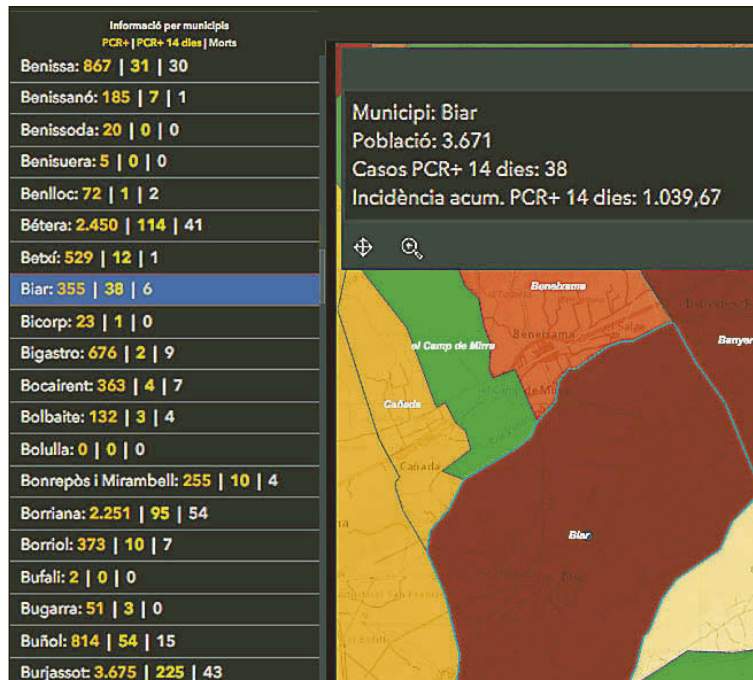 Informació per municipis
PCR+ | PCR+ 14 dies | Morts
Benissa: 867 | 31 | 30
Benissanó: 185 | 7 | 1
Benissoda: 20 | 0 | 0
Benisuera: 5 | 0 | 0
Benlloc: 72 | 1 | 2
Bétera: 2.450 | 114 | 41
Betxí: 529 | 12 | 1
Biar: 355 | 38 | 6
Bicorp: 23 | 1 | 0
Bigastro: 676 | 2 | 9
Bocairent: 363 | 4 | 7
Bolbaite: 132 | 3 | 4
Bolulla: 0 | 0 | 0
Bonrepòs i Mirambell: 255 | 10 | 4
Borriana: 2.251 | 95 | 54
Borriol: 373 | 10 | 7
Bufali: 2 | 0 | 0
Bugarra: 51 | 3 | 0
Buñol: 814 | 54 | 15
Burjassot: 3.675 | 225 | 43
Municipi: Biar
Població: 3.671
Casos PCR+ 14 dies: 38
Incidència acum. PCR+ 14 dies: 1.039,67
Beneixama
Beneixama
el Camp de Mirra
Banyer
Cañada
Cañada
Biar